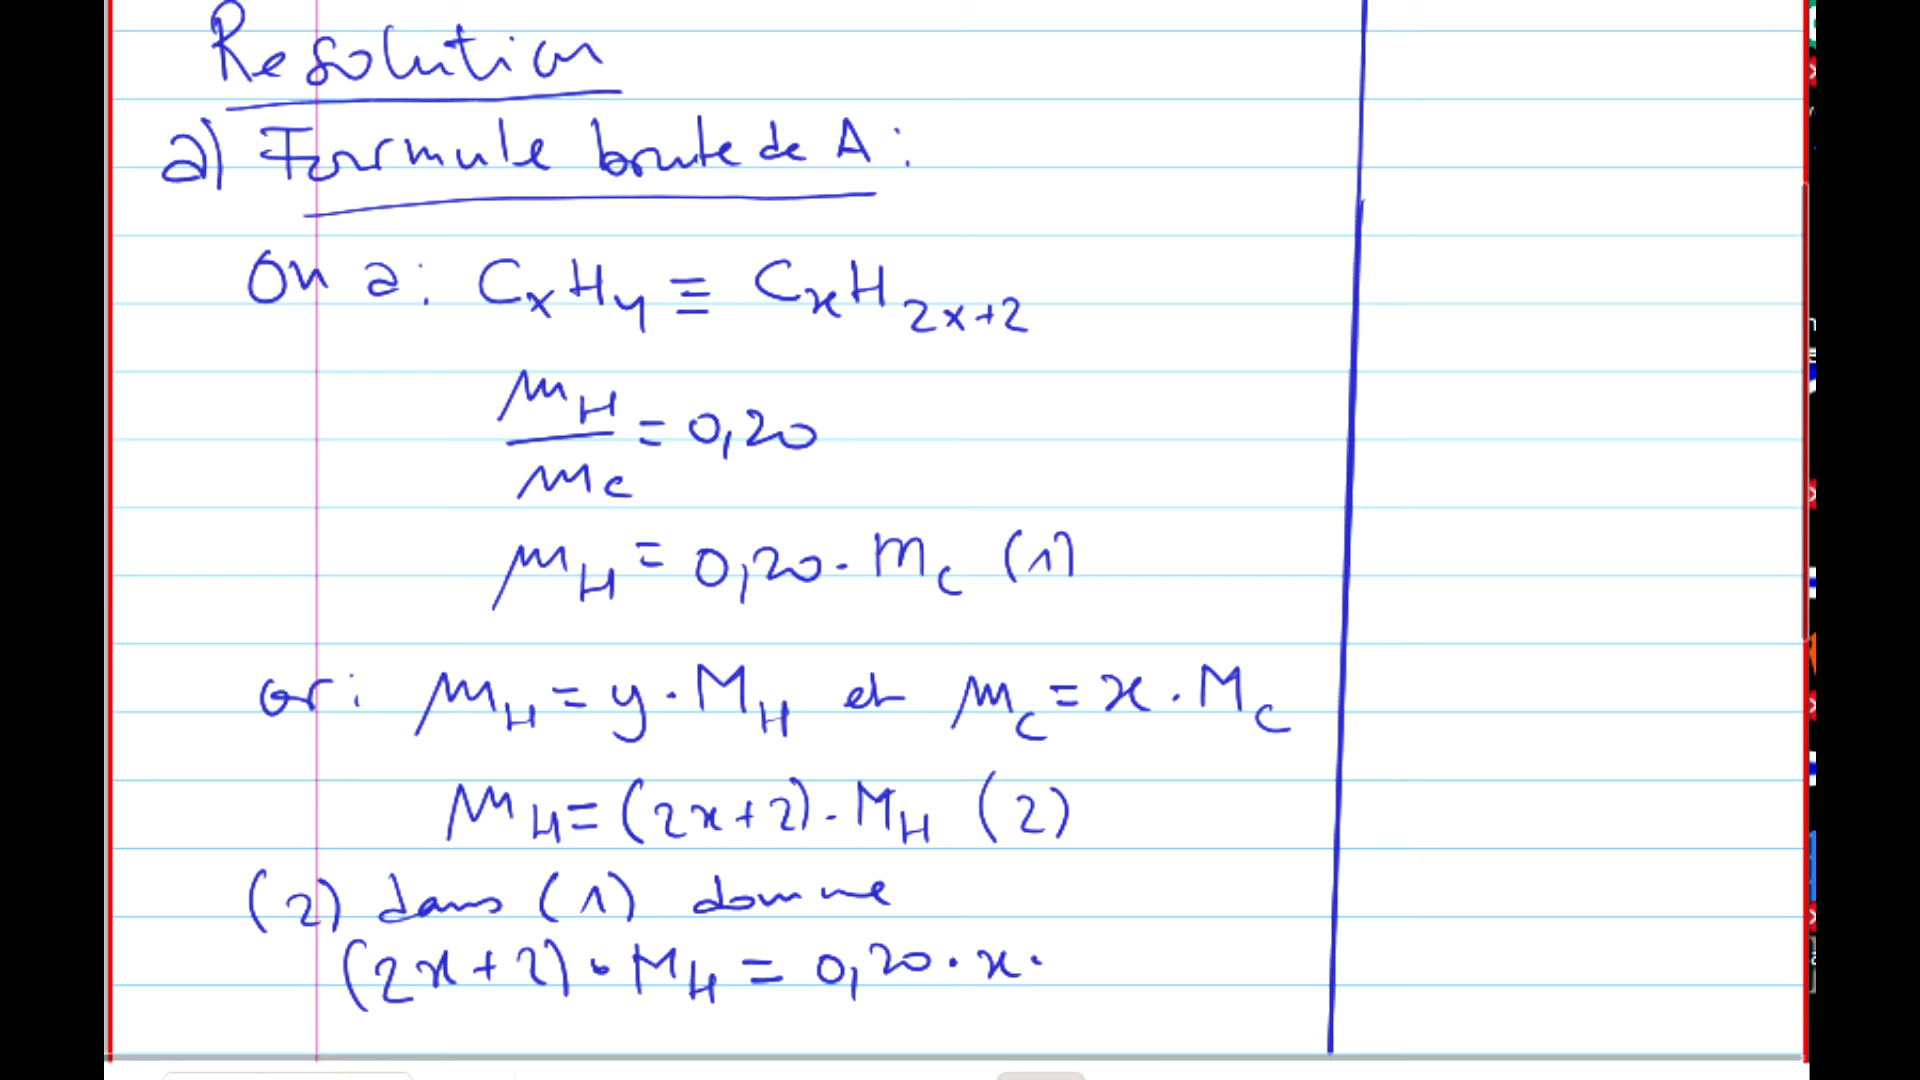 Resolution
a) Formule brute de A :
On a : CxHy ≡ CxH2x+2
mH/mC = 0,20
mH = 0,20 . mC (1)
or : mH = y . MH et mC = x . MC
mH = (2x+2) . MH (2)
(2) dans (1) donne
(2x+2) . MH = 0,20 . x .